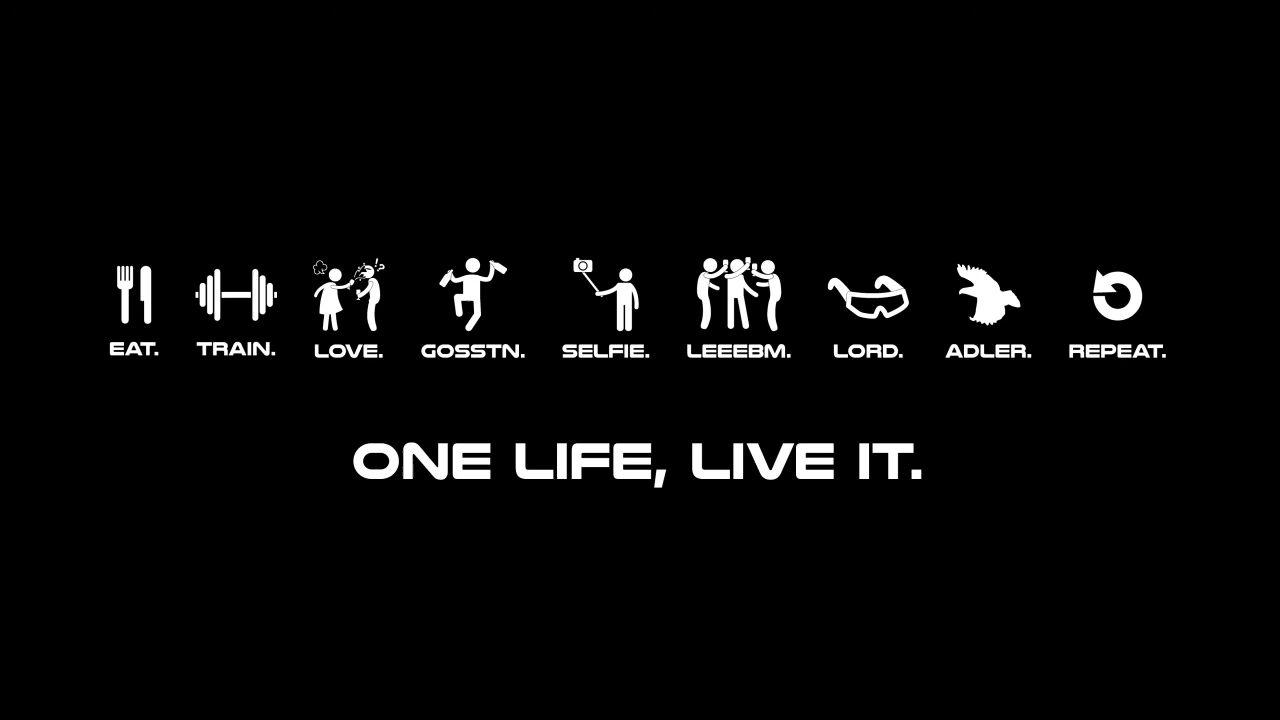 EAT. TRAIN. LOVE. GOSSTN. SELFIE. LEEEBM. LORD. ADLER. REPEAT.
ONE LIFE, LIVE IT.